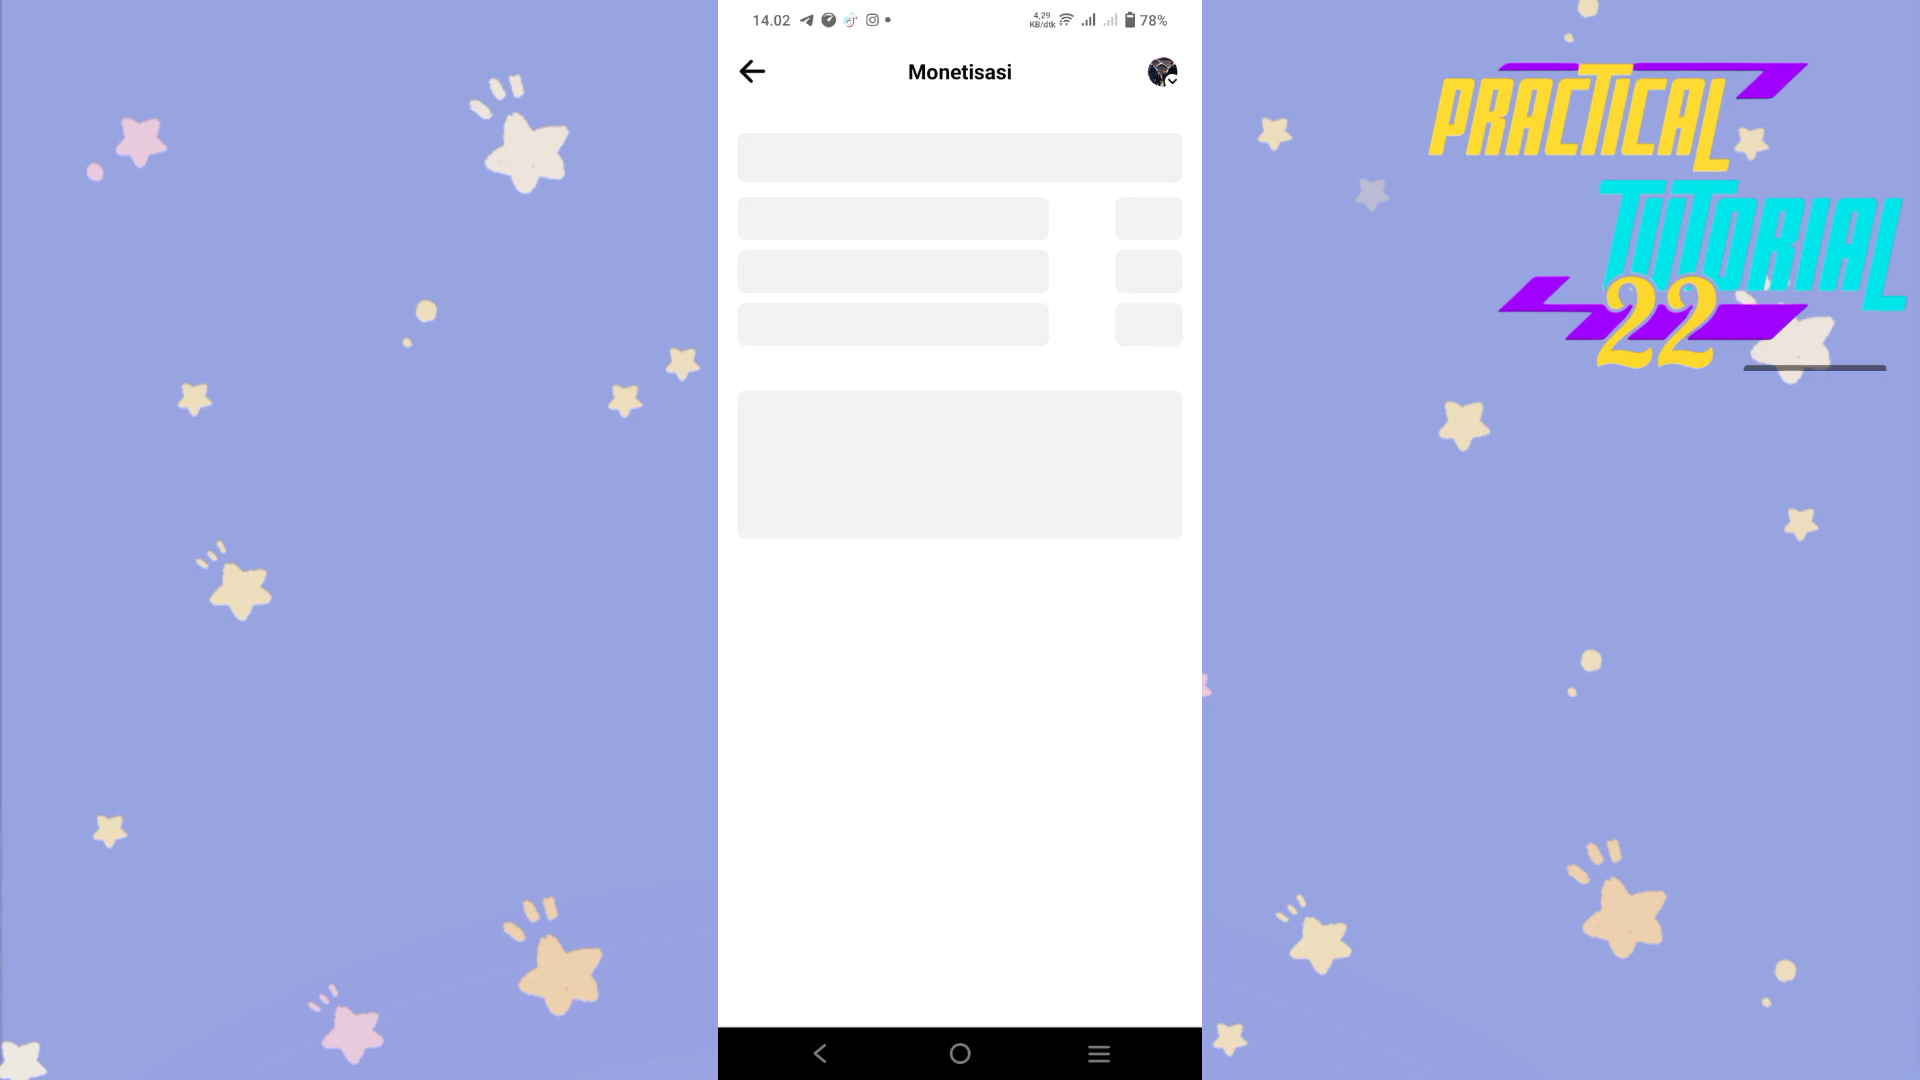 14.02
4,29
KB/dtk
78%
Monetisasi
PRACTICAL
TUTORIAL
22